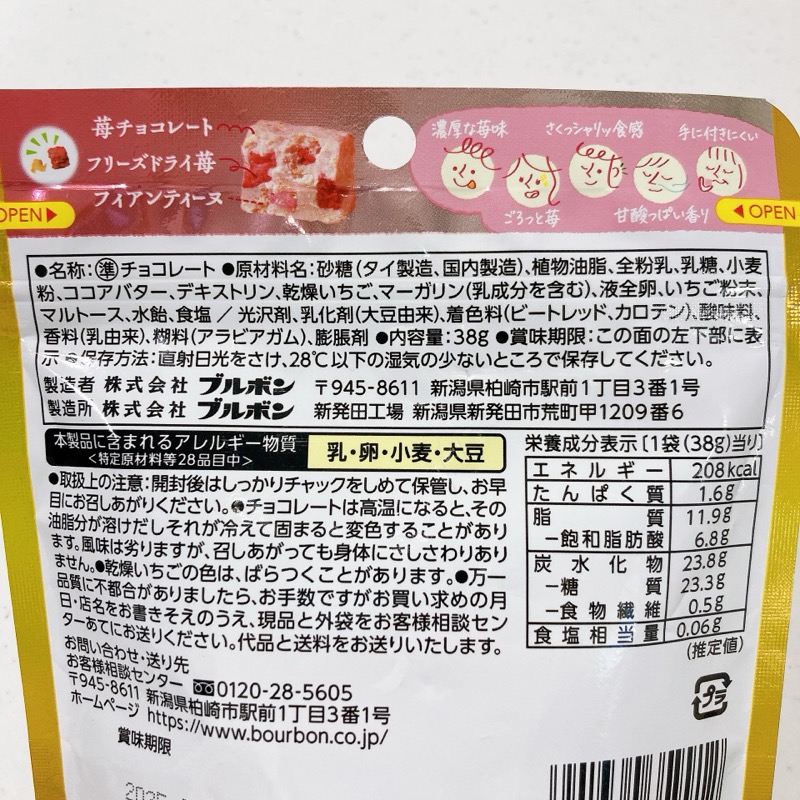 苺チョコレート
フリーズドライ苺
フィアンティーヌ
濃厚な苺味
さくっシャリッ食感
手に付きにくい
ごろっと苺
甘酸っぱい香り
OPEN▶
◀OPEN
●名称:㊟チョコレート ●原材料名:砂糖(タイ製造、国内製造)、植物油脂、全粉乳、乳糖、小麦
粉、ココアバター、デキストリン、乾燥いちご、マーガリン(乳成分を含む)、液全卵、いちご粉末、
マルトース、水飴、食塩／光沢剤、乳化剤(大豆由来)、着色料(ビートレッド、カロテン)、酸味料、
香料(乳由来)、糊料(アラビアガム)、膨脹剤 ●内容量:38g ●賞味期限:この面の左下部に表
示 ●保存方法:直射日光をさけ、28℃以下の湿気の少ないところで保存してください。
製造者 株式会社 ブルボン 〒945-8611 新潟県柏崎市駅前1丁目3番1号
製造所 株式会社 ブルボン 新発田工場 新潟県新発田市荒町甲1209番6
本製品に含まれるアレルギー物質
<特定原材料等28品目中>
乳・卵・小麦・大豆
●取扱上の注意:開封後はしっかりチャックをしめて保管し、お早
目にお召しあがりください。●チョコレートは高温になると、その
油脂分が溶けだしそれが冷えて固まると変色することがあり
ます。風味は劣りますが、召しあがっても身体にさしさわりあり
ません。●乾燥いちごの色は、ばらつくことがあります。●万一
品質に不都合がありましたら、お手数ですがお買い求めの月
日・店名をお書きそえのうえ、現品と外袋をお客様相談セン
ターあてにお送りください。代品と送料をお送りいたします。
お問い合わせ・送り先
お客様相談センター 0120-28-5605
〒945-8611 新潟県柏崎市駅前1丁目3番1号
ホームページ https://www.bourbon.co.jp/
賞味期限
栄養成分表示[1袋(38g)当り]
エネルギー 208kcal
たんぱく質 1.6g
脂質 11.9g
－飽和脂肪酸 6.8g
炭水化物 23.8g
－糖質 23.3g
－食物繊維 0.5g
食塩相当量 0.06g
(推定値)
プラ